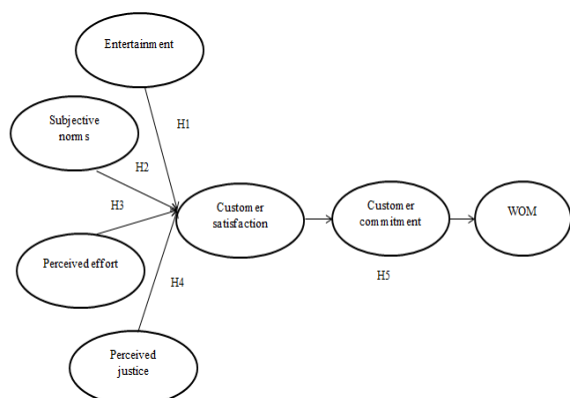 Entertainment
H1
Subjective
norms
H2
H3
Customer
satisfaction
Customer
commitment
WOM
Perceived effort
H4
H5
Perceived
justice